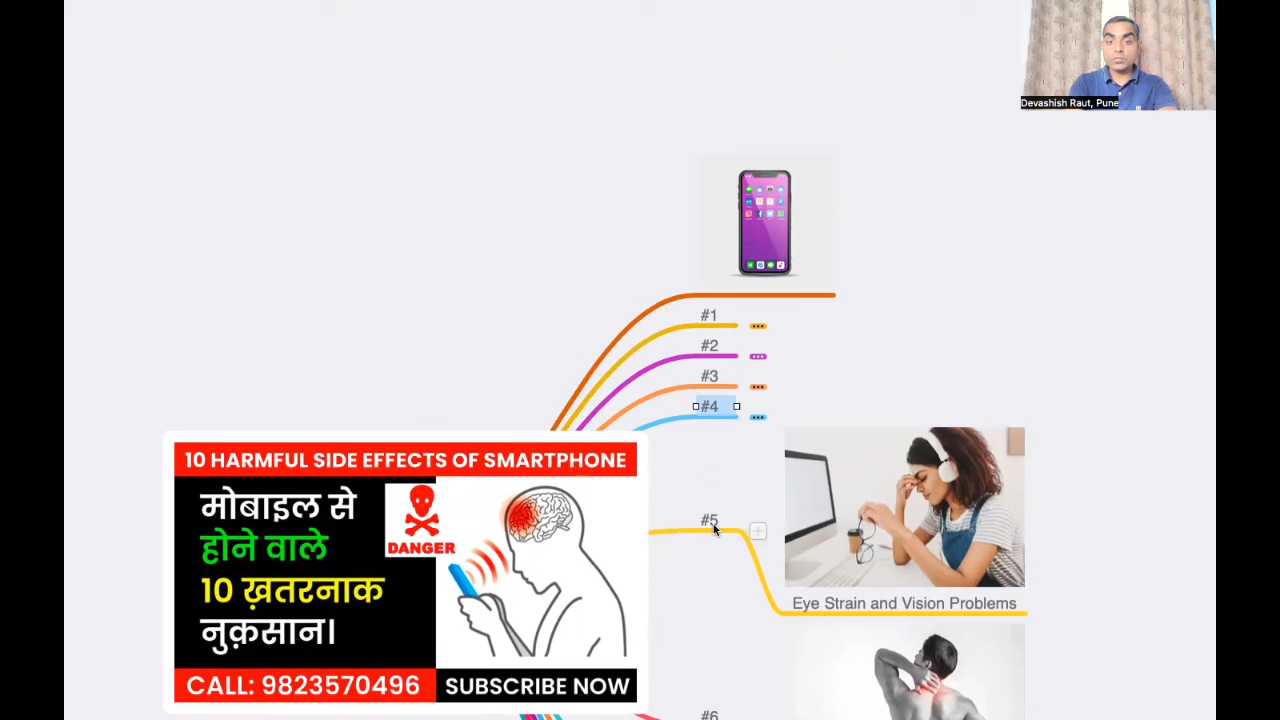 Devashish Raut, Pune
#1
#2
#3
#4
10 HARMFUL SIDE EFFECTS OF SMARTPHONE
मोबाइल से
होने वाले
10 ख़तरनाक
नुक़सान।
DANGER
CALL: 9823570496
SUBSCRIBE NOW
#5
Eye Strain and Vision Problems
#6